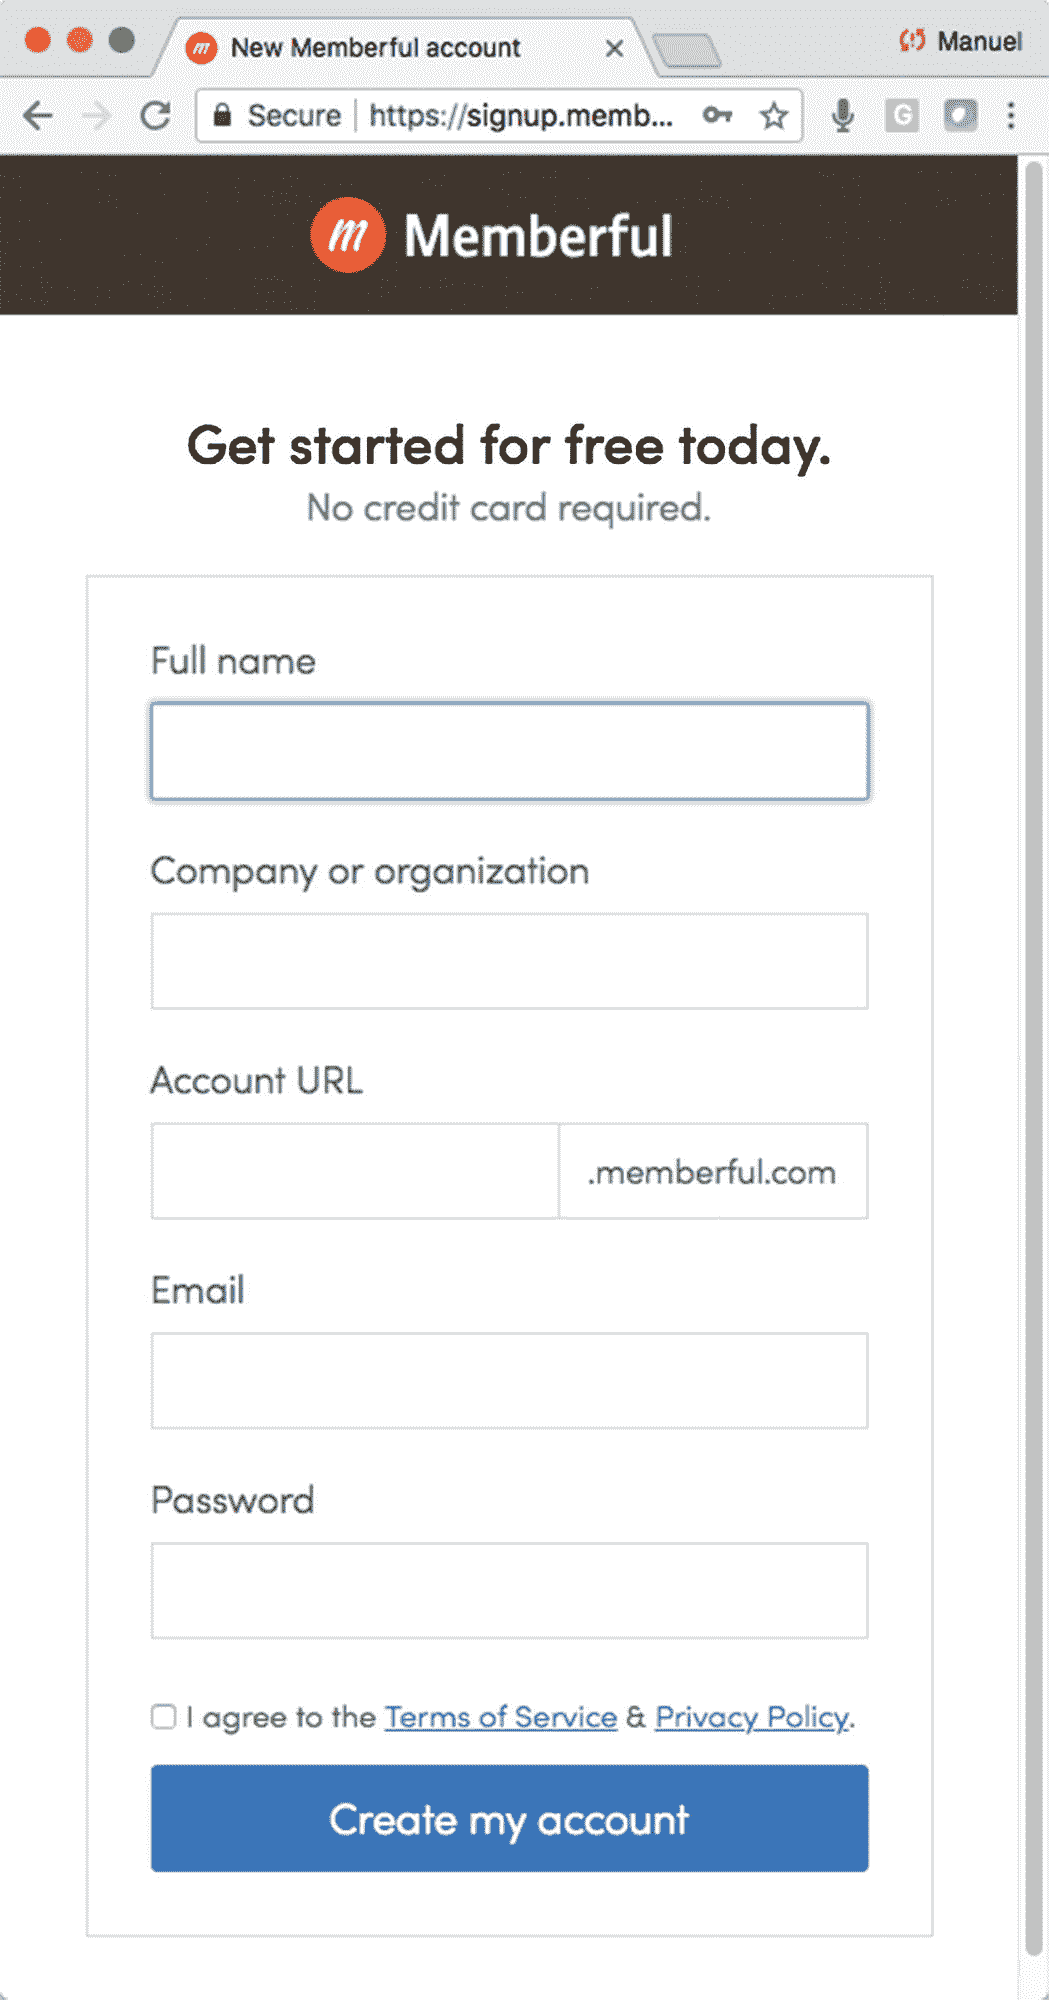 New Memberful account
Manuel
Secure https://signup.memb...
G
m Memberful
Get started for free today.
No credit card required.
Full name
Company or organization
Account URL
.memberful.com
Email
Password
I agree to the Terms of Service & Privacy Policy.
Create my account